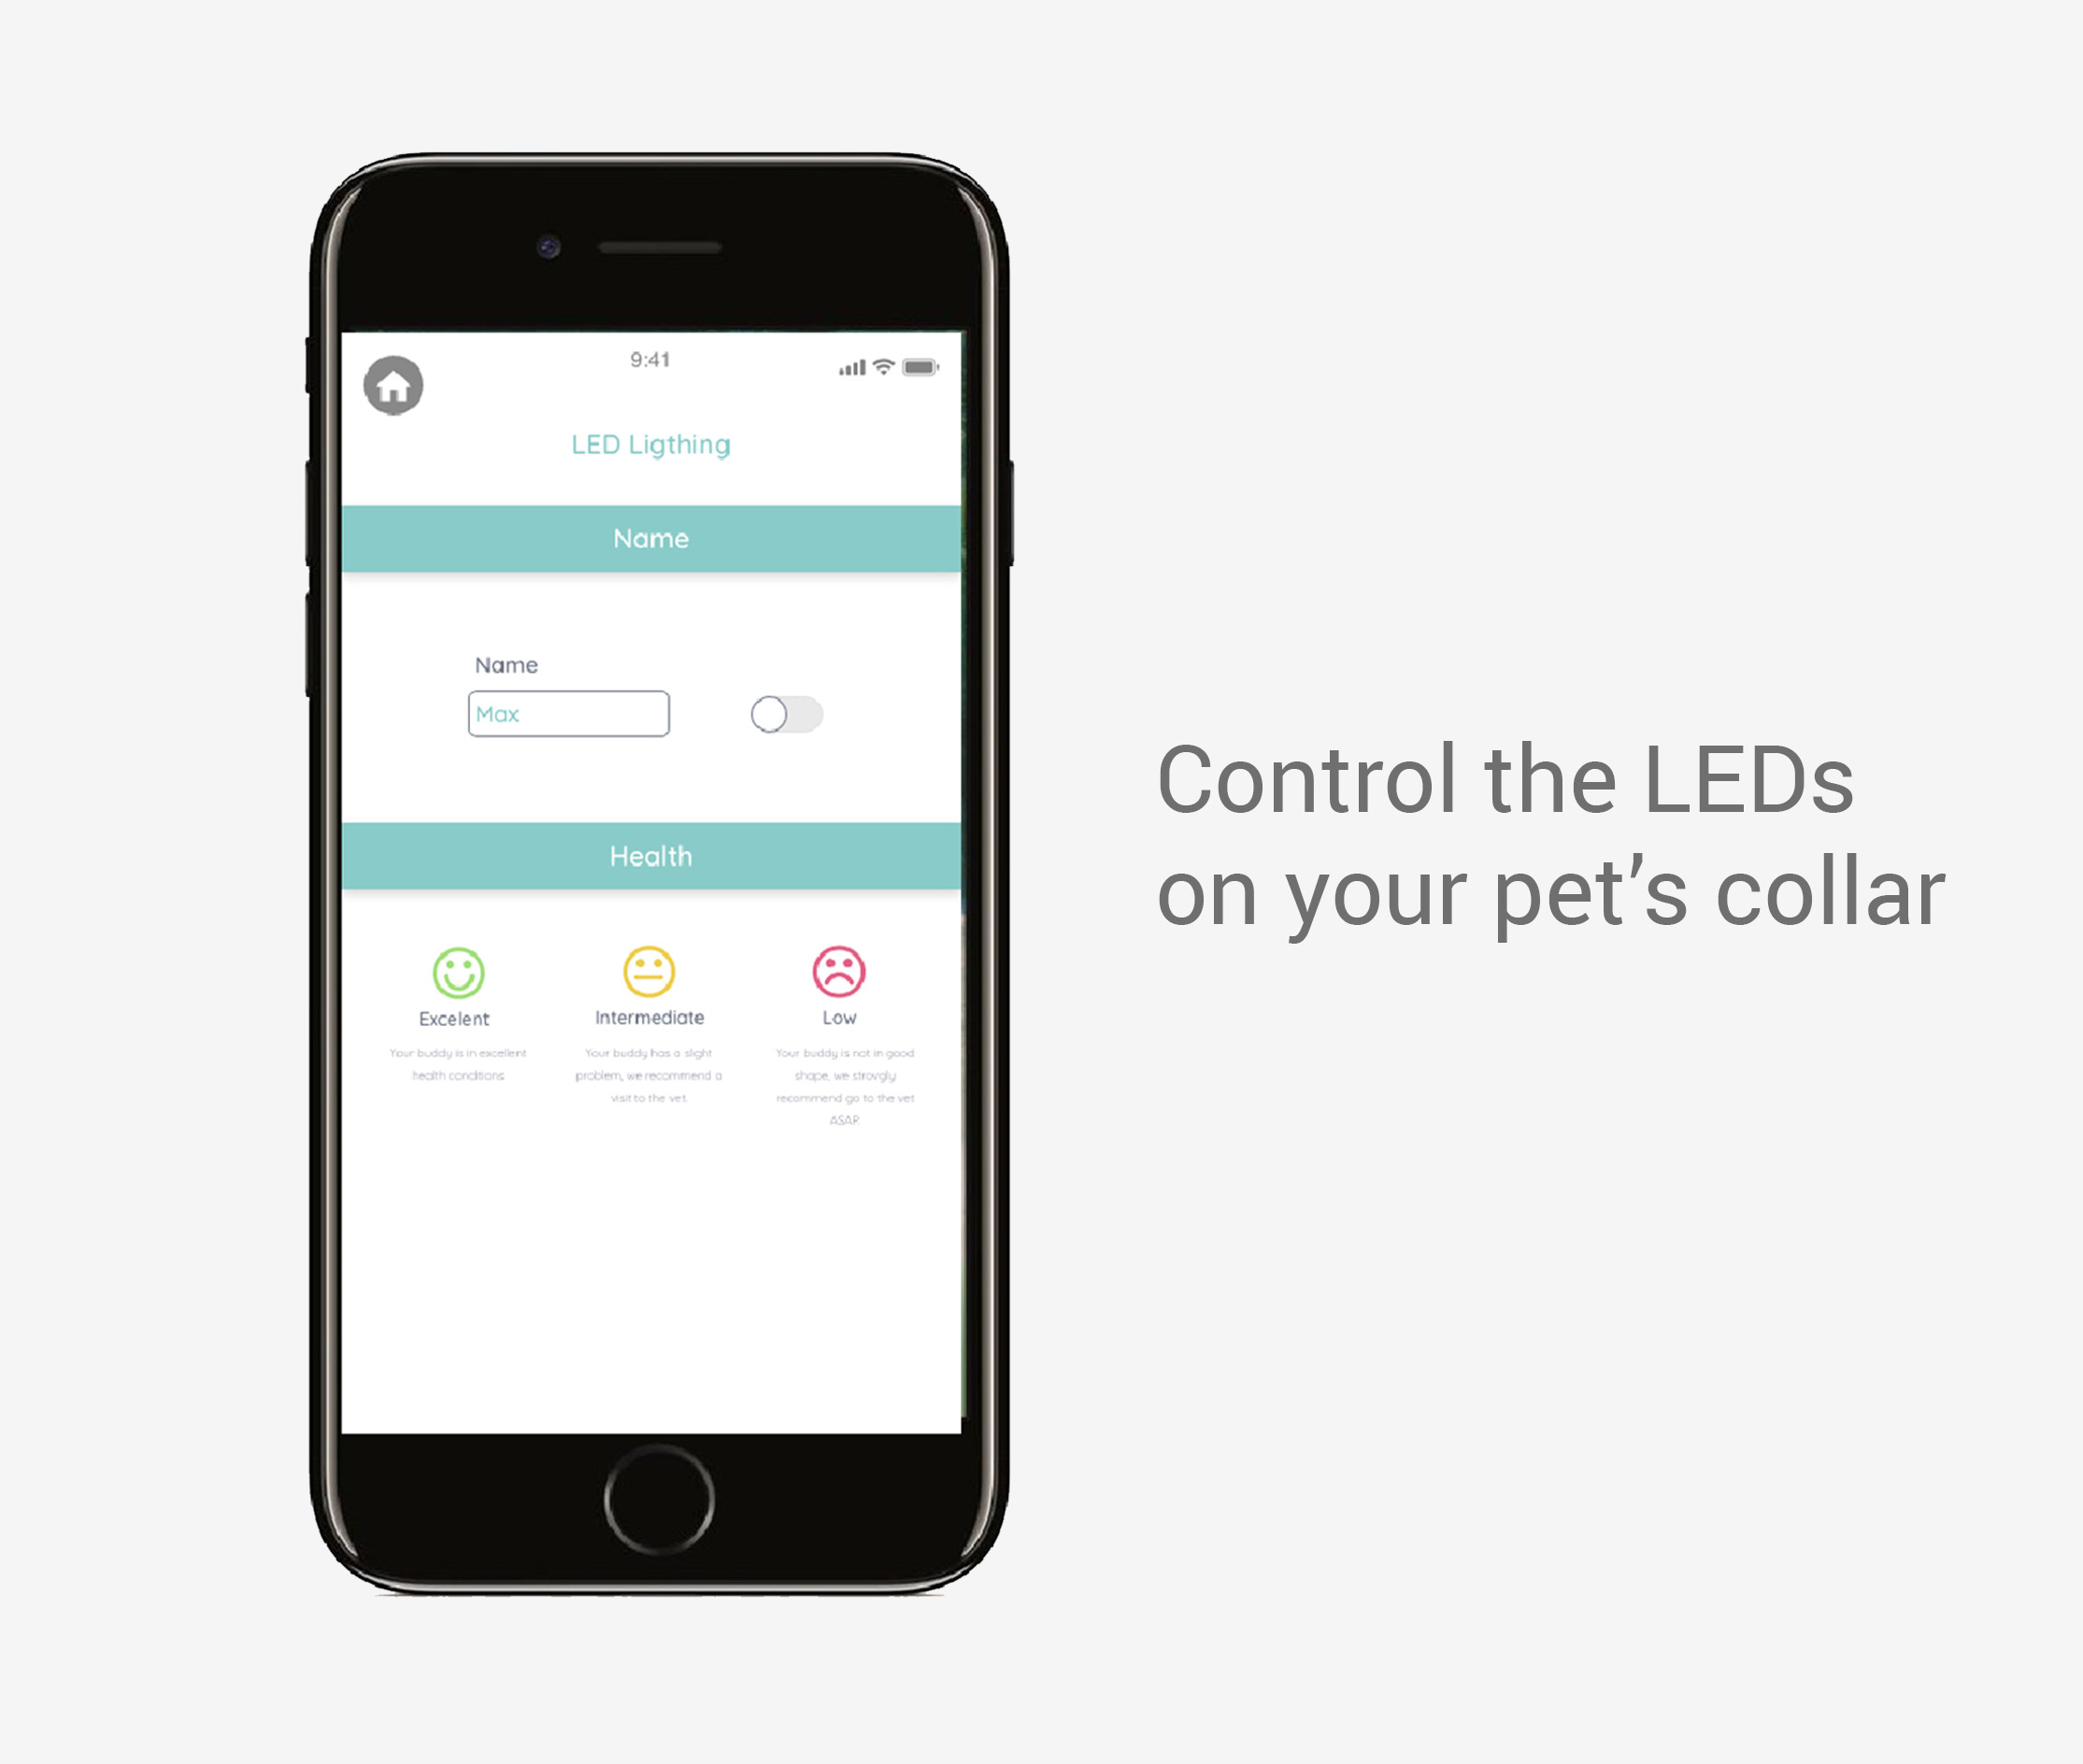 9:41
LED Ligthing
Name
Name
Max
Health
Excelent
Intermediate
Low
Your buddy is in excellent
health conditions
Your buddy has a slight
problem, we recommend a
visit to the vet.
Your buddy is not in good
shape, we strovgly
recommend go to the vet
ASAP.
Control the LEDs
on your pet’s collar